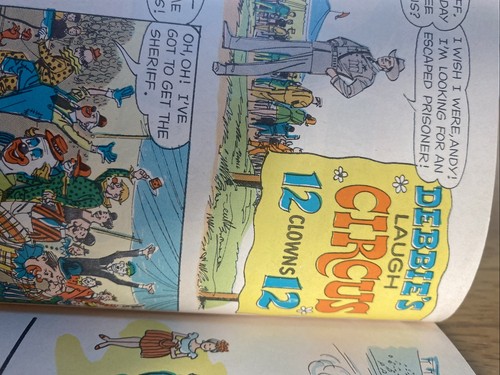 I WISH I WERE, ANDY!
I'M LOOKING FOR AN
ESCAPED PRISONER!
DEBBIE'S
LAUGH
CIRCUS
12 CLOWNS 12
OH, OH! I'VE
GOT TO GET THE
SHERIFF.